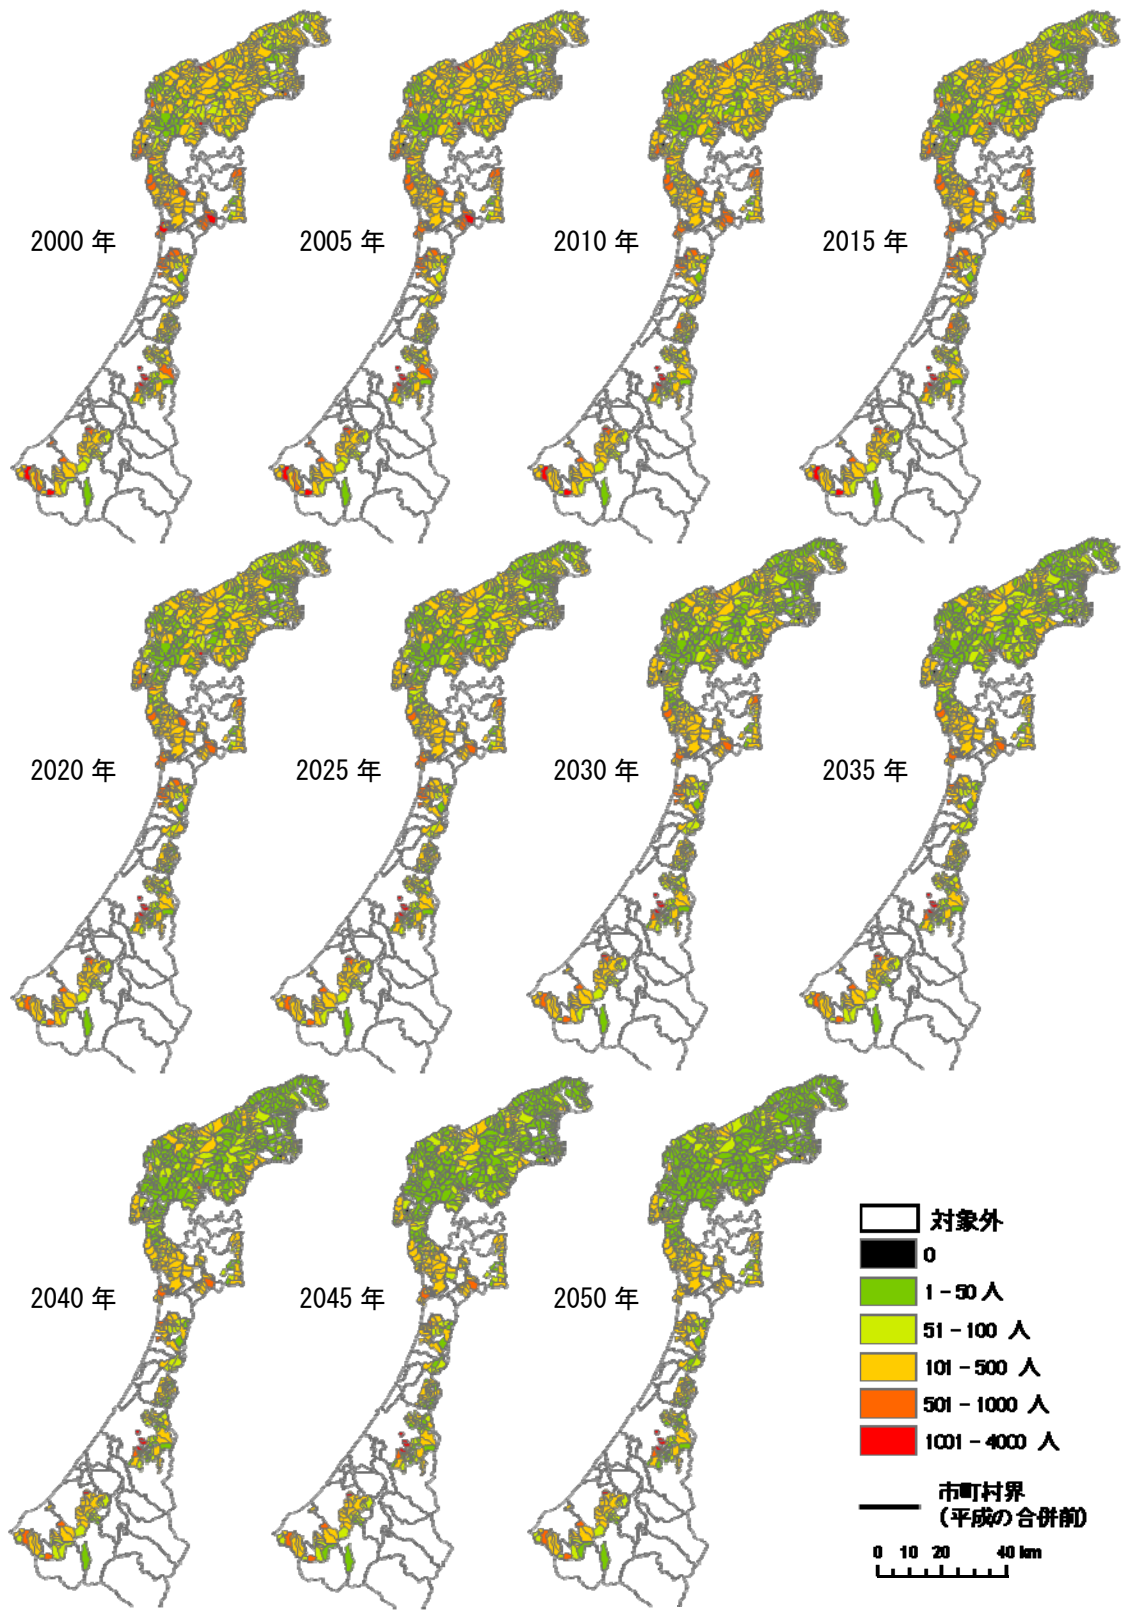 2000 年
2005 年
2010 年
2015 年
2020 年
2025 年
2030 年
2035 年
2040 年
2045 年
2050 年
対象外
0
1 - 50 人
51 - 100 人
101 - 500 人
501 - 1000 人
1001 - 4000 人
市町村界
(平成の合併前)
0 10 20 40 km